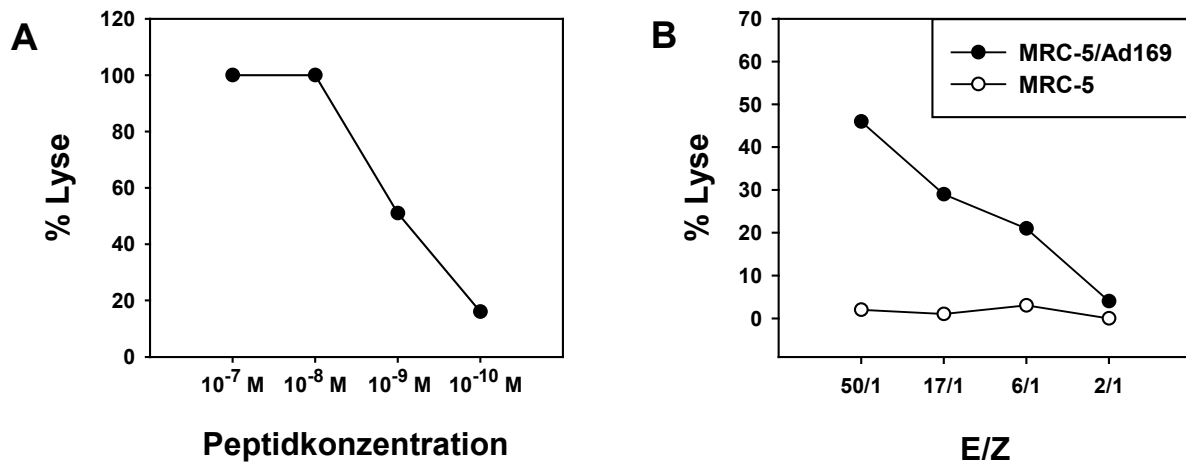 A
% Lyse
120
100
80
60
40
20
0
10⁻⁷ M 10⁻⁸ M 10⁻⁹ M 10⁻¹⁰ M
Peptidkonzentration
B
% Lyse
70
60
50
40
30
20
10
0
MRC-5/Ad169
MRC-5
50/1 17/1 6/1 2/1
E/Z